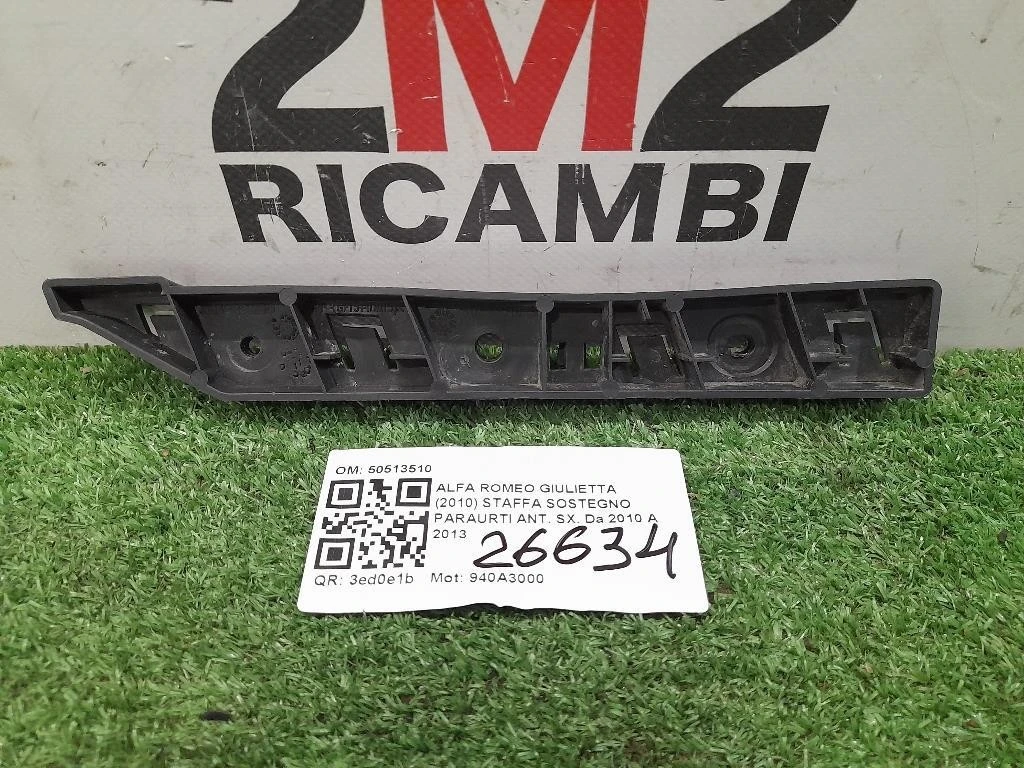 2M2
RICAMBI
OM: 50513510
ALFA ROMEO GIULIETTA
(2010) STAFFA SOSTEGNO
PARAURTI ANT. SX. Da 2010 A
2013
26634
QR: 3ed0e1b Mot: 940A3000